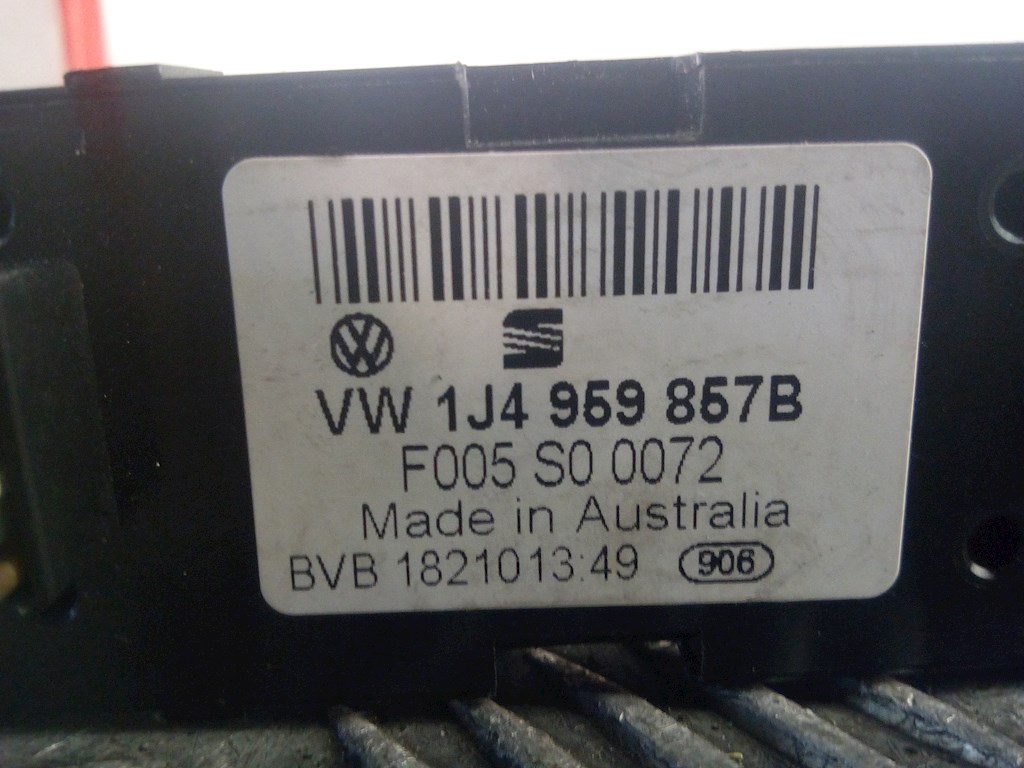 VW 1J4 959 857B
F005 S0 0072
Made in Australia
BVB 1821013:49 906